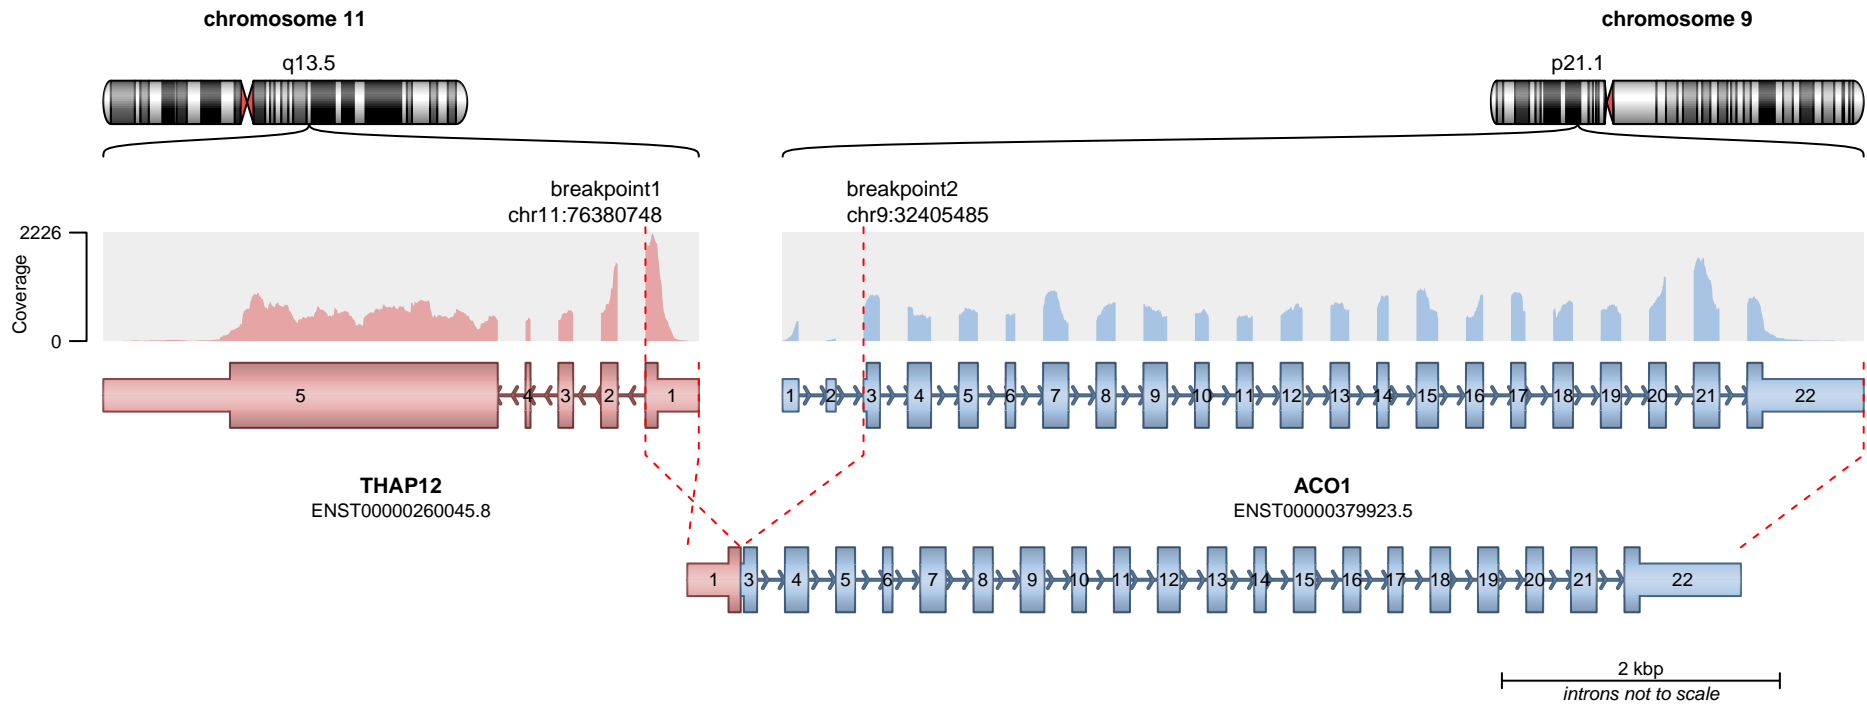 chromosome 11
chromosome 9
q13.5
p21.1
breakpoint1
chr11:76380748
breakpoint2
chr9:32405485
2226
Coverage
0
5 4 3 2 1
1 2 3 4 5 6 7 8 9 10 11 12 13 14 15 16 17 18 19 20 21 22
THAP12
ENST00000260045.8
ACO1
ENST00000379923.5
1 3 4 5 6 7 8 9 10 11 12 13 14 15 16 17 18 19 20 21 22
2 kbp
introns not to scale